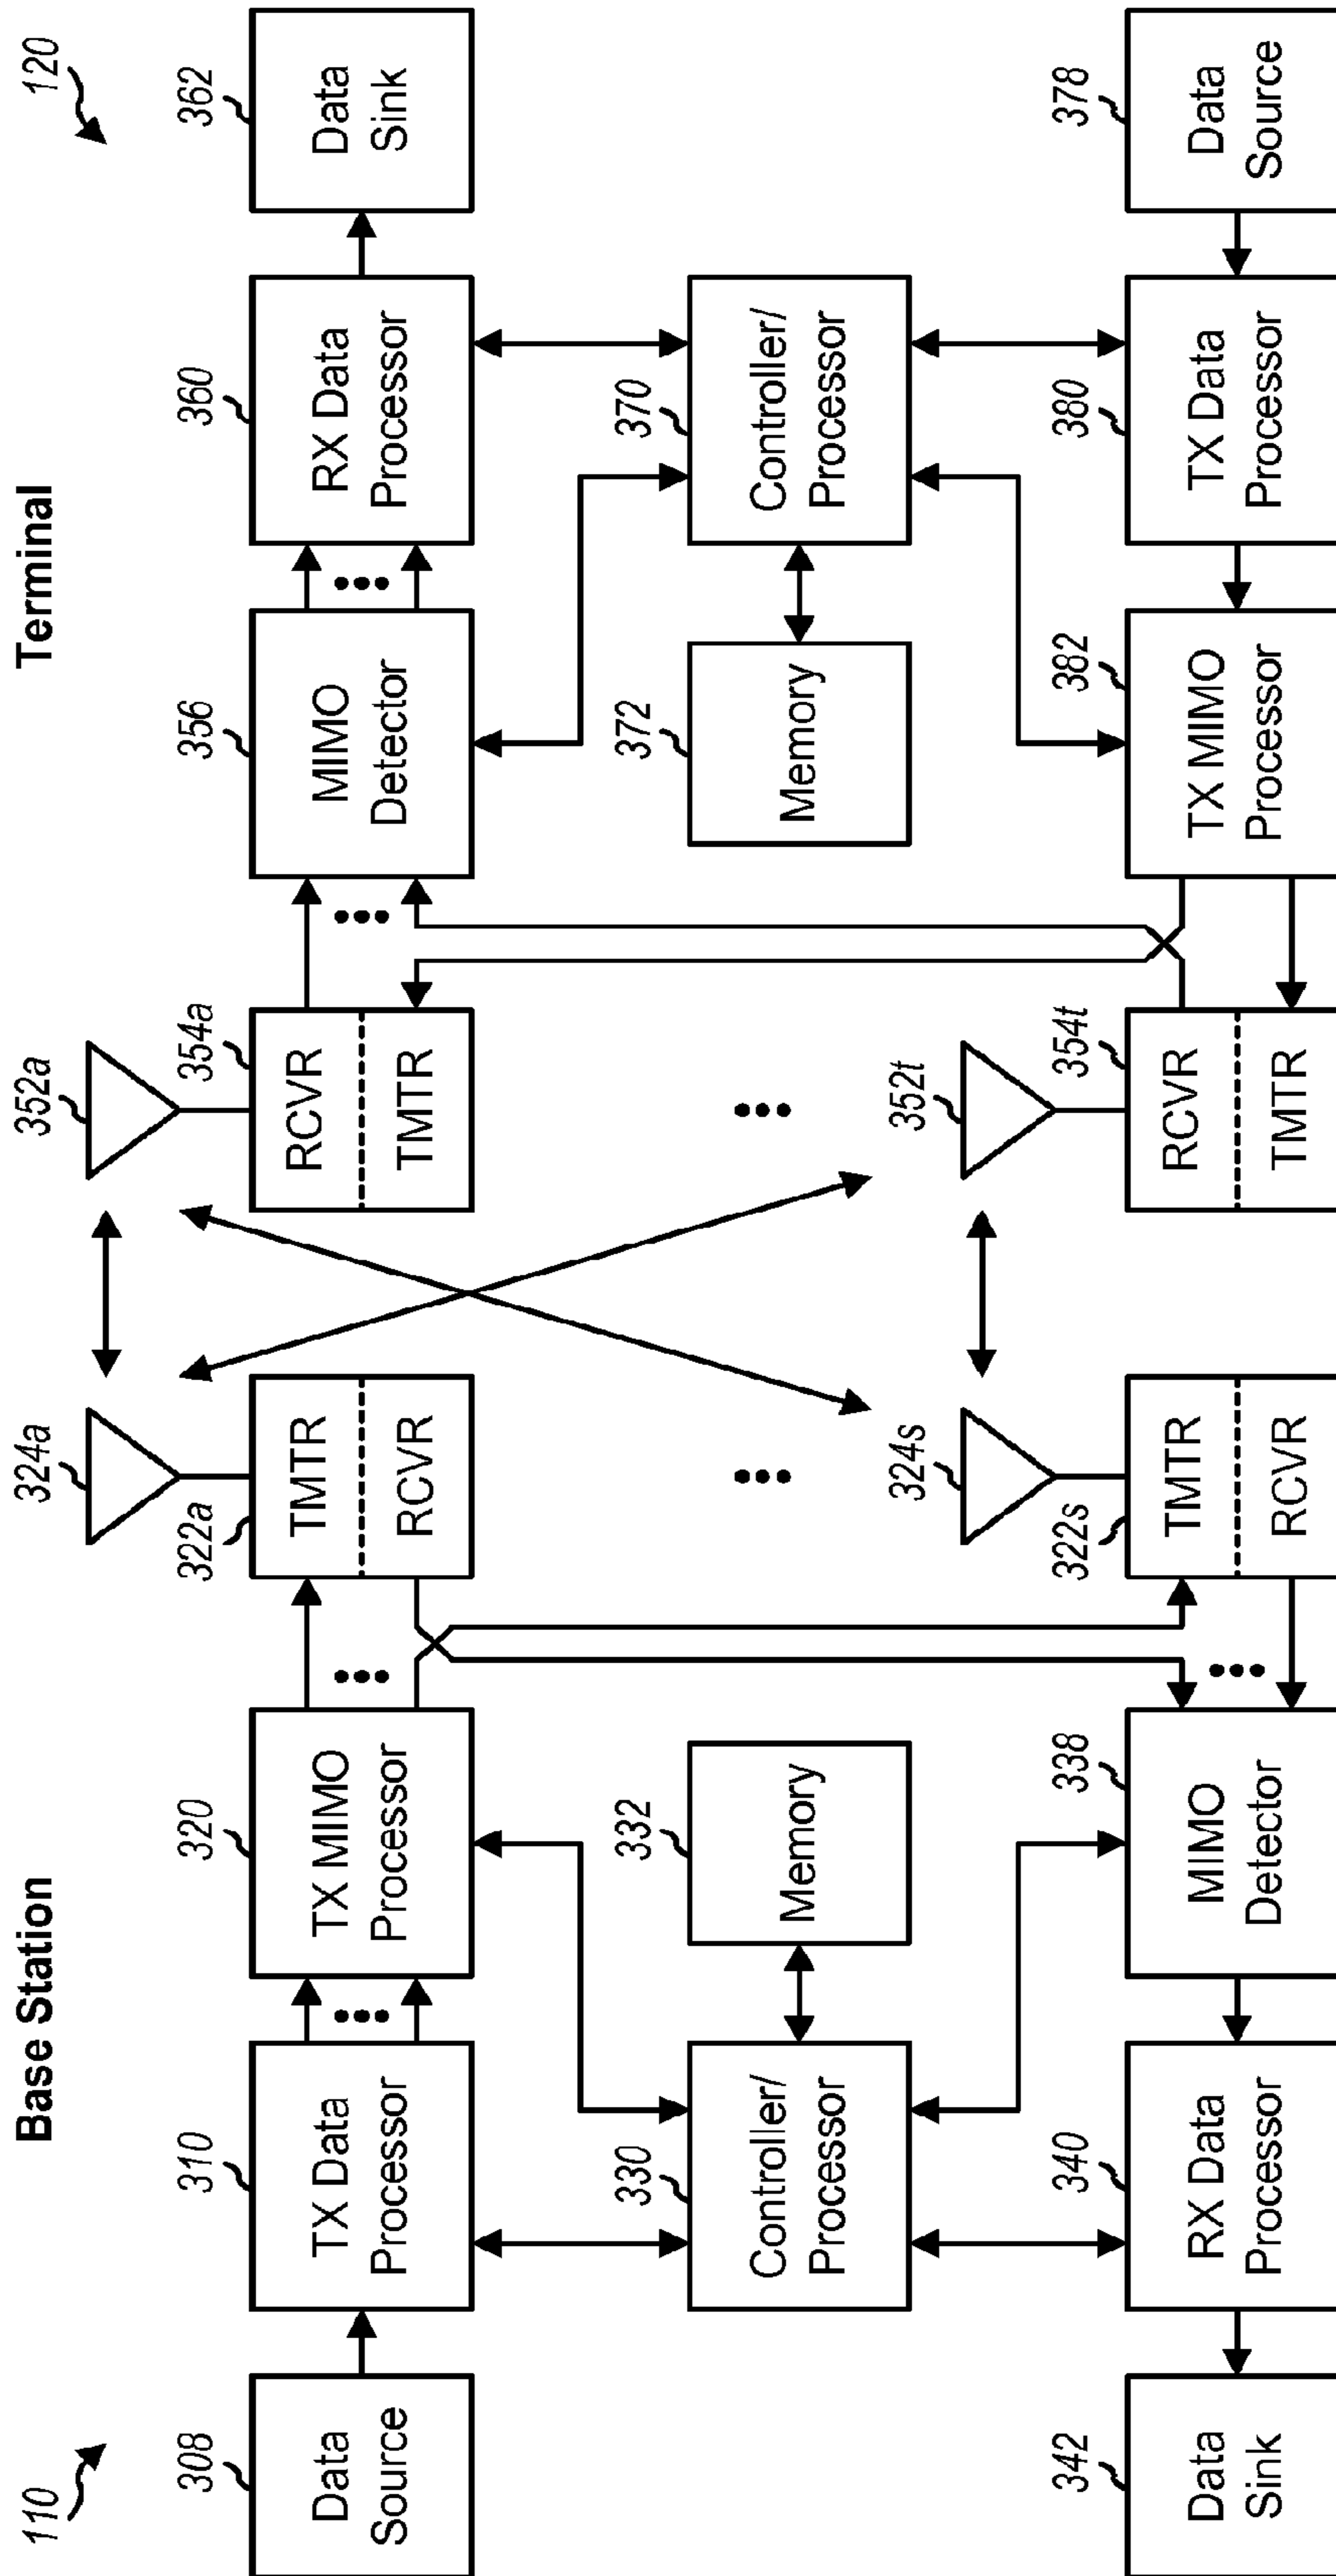 110
Base Station
Terminal
120
308
Data
Source
310
TX Data
Processor
320
TX MIMO
Processor
322a
TMTR
RCVR
324a
352a
354a
RCVR
TMTR
356
MIMO
Detector
360
RX Data
Processor
362
Data
Sink
330
Controller/
Processor
332
Memory
372
Memory
370
Controller/
Processor
342
Data
Sink
340
RX Data
Processor
338
MIMO
Detector
322s
TMTR
RCVR
324s
352t
354t
RCVR
TMTR
382
TX MIMO
Processor
380
TX Data
Processor
378
Data
Source